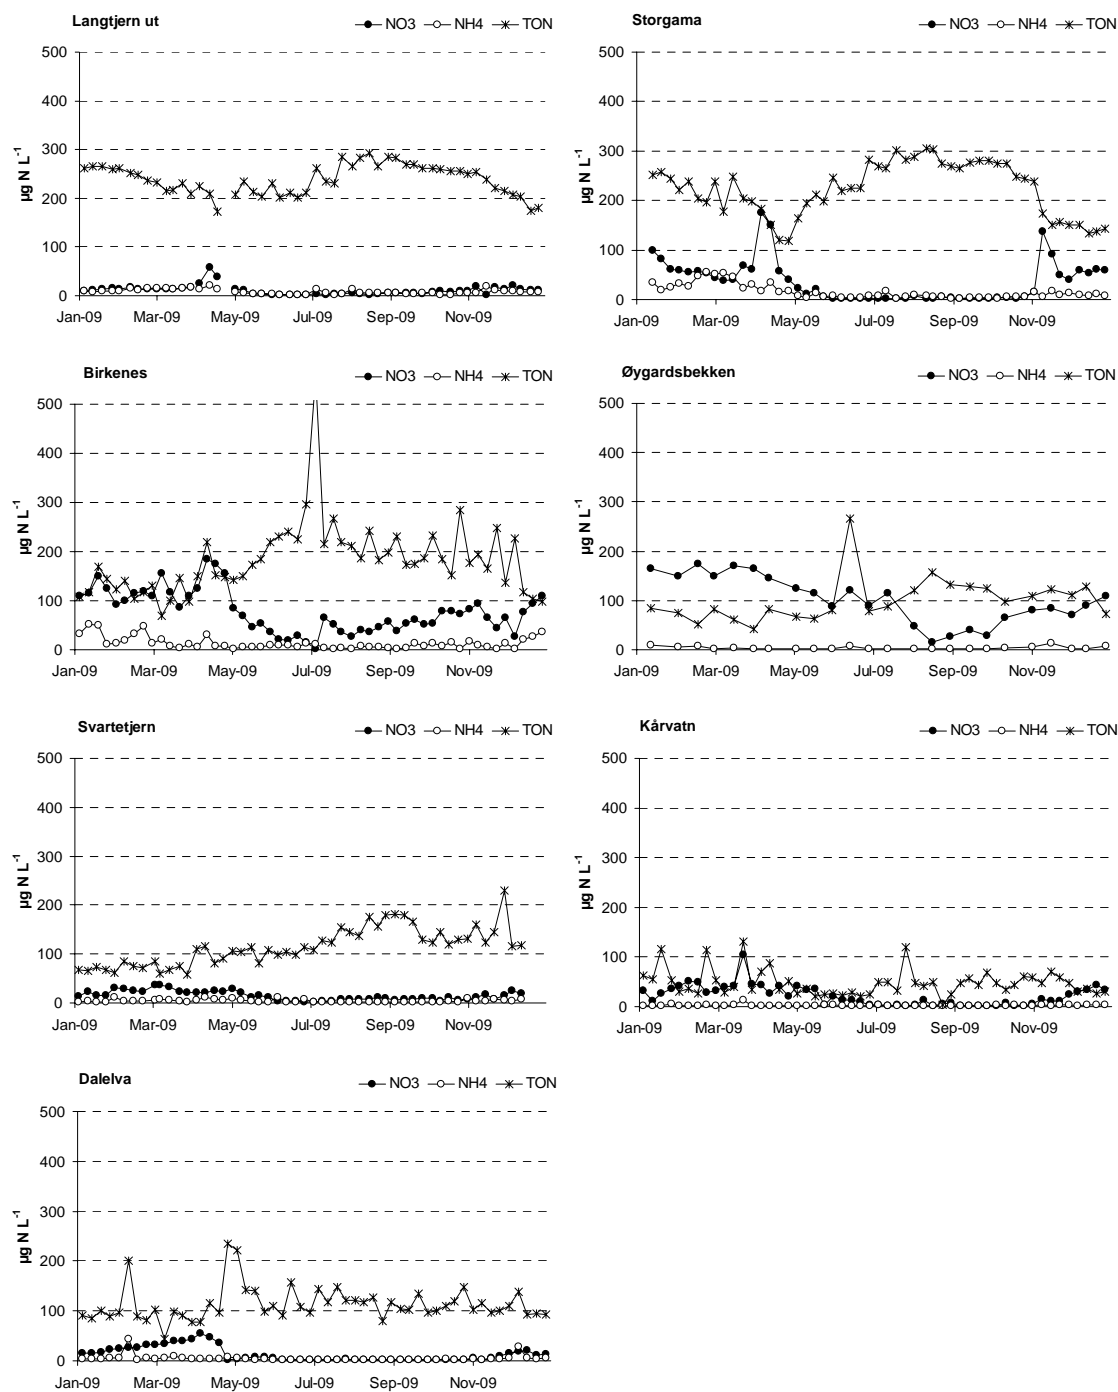 Langtjern ut
NO3 NH4 TON
µg N L-1
500
400
300
200
100
0
Jan-09 Mar-09 May-09 Jul-09 Sep-09 Nov-09
Storgama
NO3 NH4 TON
µg N L-1
500
400
300
200
100
0
Jan-09 Mar-09 May-09 Jul-09 Sep-09 Nov-09
Birkenes
NO3 NH4 TON
µg N L-1
500
400
300
200
100
0
Jan-09 Mar-09 May-09 Jul-09 Sep-09 Nov-09
Øygardsbekken
NO3 NH4 TON
µg N L-1
500
400
300
200
100
0
Jan-09 Mar-09 May-09 Jul-09 Sep-09 Nov-09
Svartetjern
NO3 NH4 TON
µg N L-1
500
400
300
200
100
0
Jan-09 Mar-09 May-09 Jul-09 Sep-09 Nov-09
Kårvatn
NO3 NH4 TON
µg N L-1
500
400
300
200
100
0
Jan-09 Mar-09 May-09 Jul-09 Sep-09 Nov-09
Dalelva
NO3 NH4 TON
µg N L-1
500
400
300
200
100
0
Jan-09 Mar-09 May-09 Jul-09 Sep-09 Nov-09